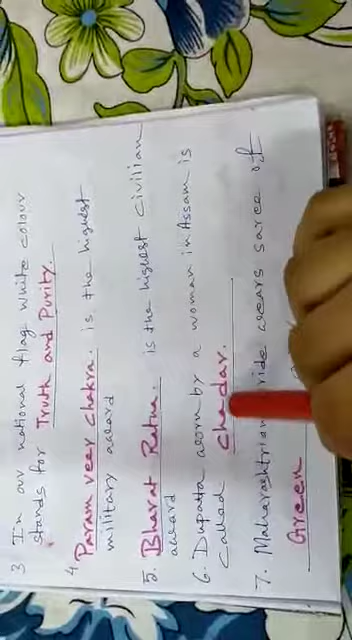 3 In our national flag white colour
stands for Truth and Purity.
4 Param veer chakra. is the highest
military award
5. Bharat Ratna. is the highest civilian
award
6. Dupatta worn by a woman in Assam is
called chadar.
7. Maharashtrian ride wears saree of
Green